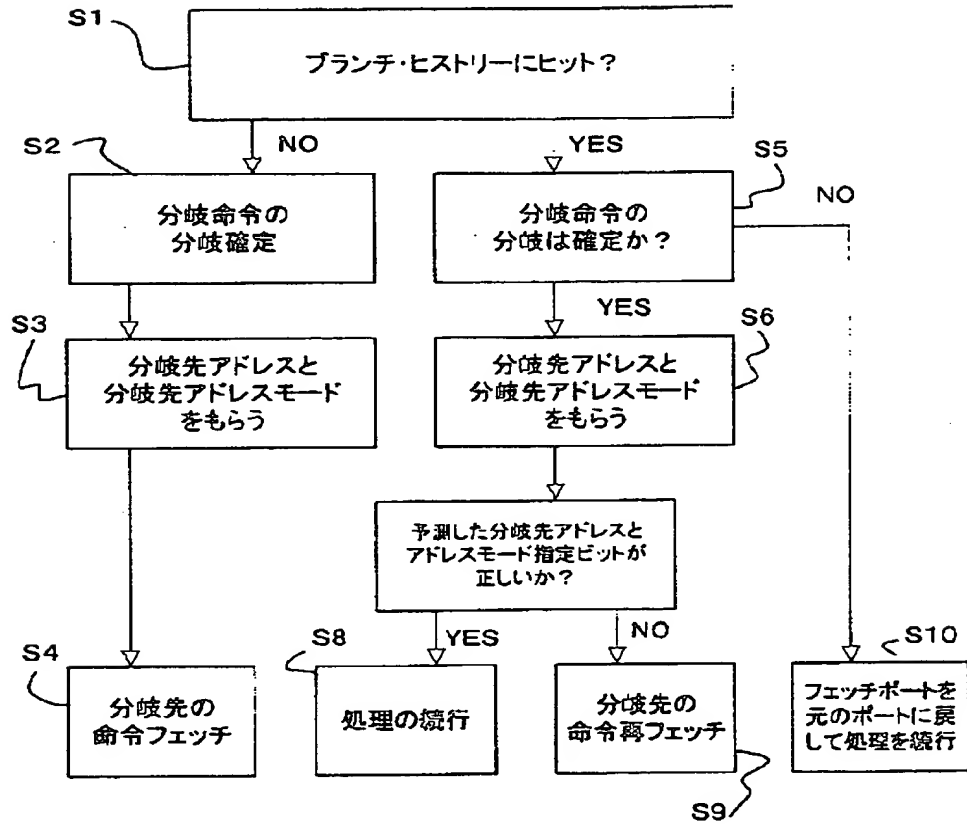 S1
ブランチ・ヒストリーにヒット?
NO
YES
S2
S5
NO
分岐命令の
分岐確定
分岐命令の
分岐は確定か?
S3
YES
S6
分岐先アドレスと
分岐先アドレスモード
をもらう
分岐先アドレスと
分岐先アドレスモード
をもらう
予測した分岐先アドレスと
アドレスモード指定ビットが
正しいか?
S4
S8
YES
NO
S10
分岐先の
命令フェッチ
処理の続行
分岐先の
命令再フェッチ
フェッチポートを
元のポートに戻
して処理を続行
S9